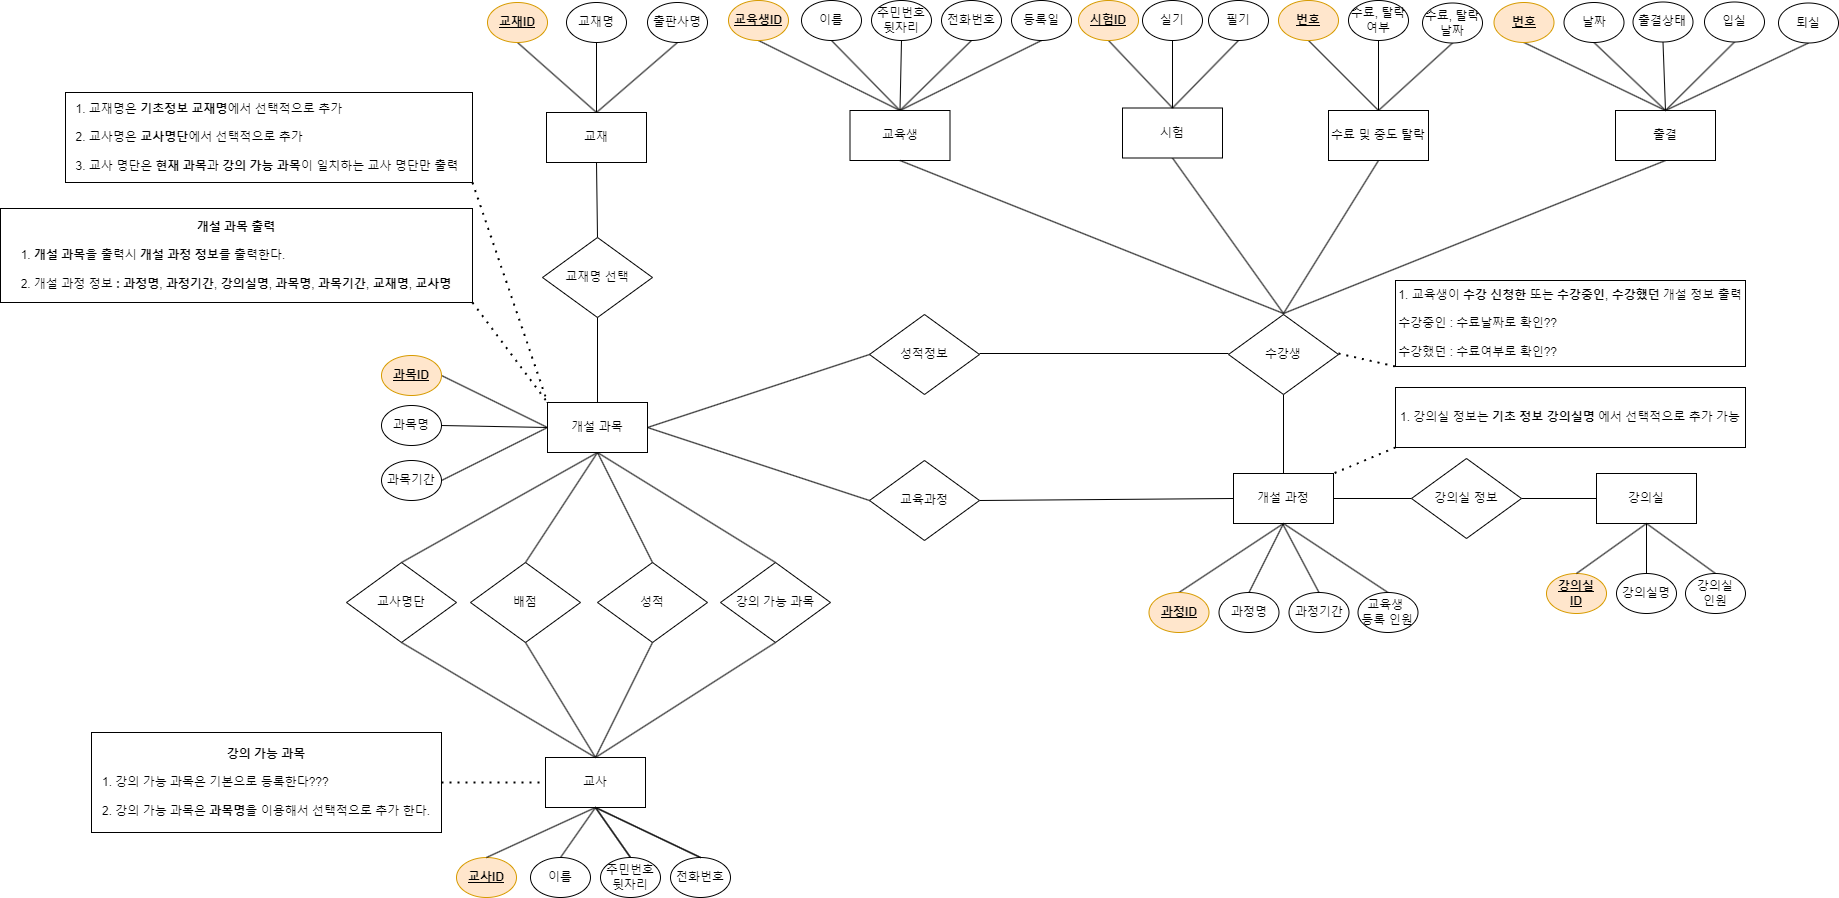 교재ID
교재명
출판사명
교육생ID
이름
주민번호
뒷자리
전화번호
등록일
시험ID
실기
필기
번호
수료, 탈락
여부
수료, 탈락
날짜
번호
날짜
출결상태
입실
퇴실
1. 교재명은 기초정보 교재명에서 선택적으로 추가
2. 교사명은 교사명단에서 선택적으로 추가
3. 교사 명단은 현재 과목과 강의 가능 과목이 일치하는 교사 명단만 출력
교재
교육생
시험
수료 및 중도 탈락
출결
개설 과목 출력
1. 개설 과목을 출력시 개설 과정 정보를 출력한다.
2. 개설 과정 정보 : 과정명, 과정기간, 강의실명, 과목명, 과목기간, 교재명, 교사명
교재명 선택
1. 교육생이 수강 신청한 또는 수강중인, 수강했던 개설 정보 출력
수강중인 : 수료날짜로 확인??
수강했던 : 수료여부로 확인??
성적정보
수강생
과목ID
과목명
과목기간
개설 과목
1. 강의실 정보는 기초 정보 강의실명 에서 선택적으로 추가 가능
교육과정
개설 과정
강의실 정보
강의실
교사명단
배점
성적
강의 가능 과목
과정ID
과정명
과정기간
교육생
등록 인원
강의실
ID
강의실명
강의실
인원
강의 가능 과목
1. 강의 가능 과목은 기본으로 등록한다???
2. 강의 가능 과목은 과목명을 이용해서 선택적으로 추가 한다.
교사
교사ID
이름
주민번호
뒷자리
전화번호